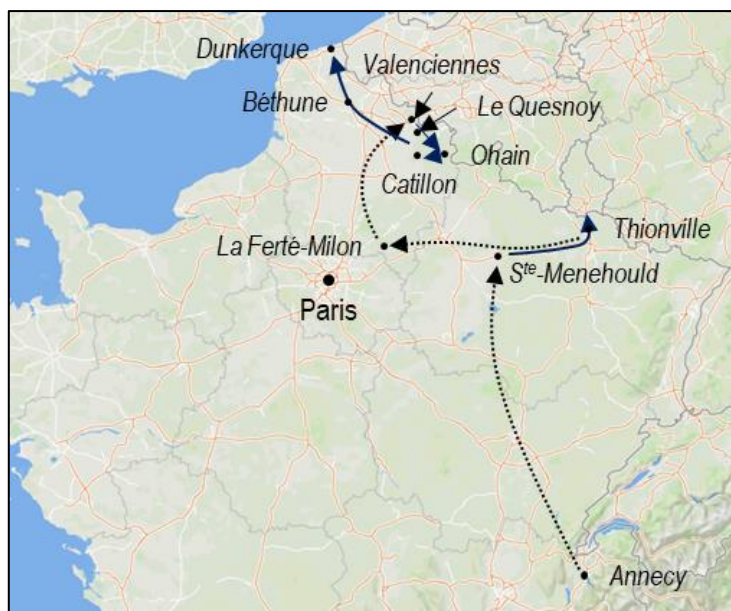 Dunkerque
Valenciennes
Béthune
Le Quesnoy
Ohain
Catillon
Thionville
La Ferté-Milon
Ste-Menehould
Paris
Annecy